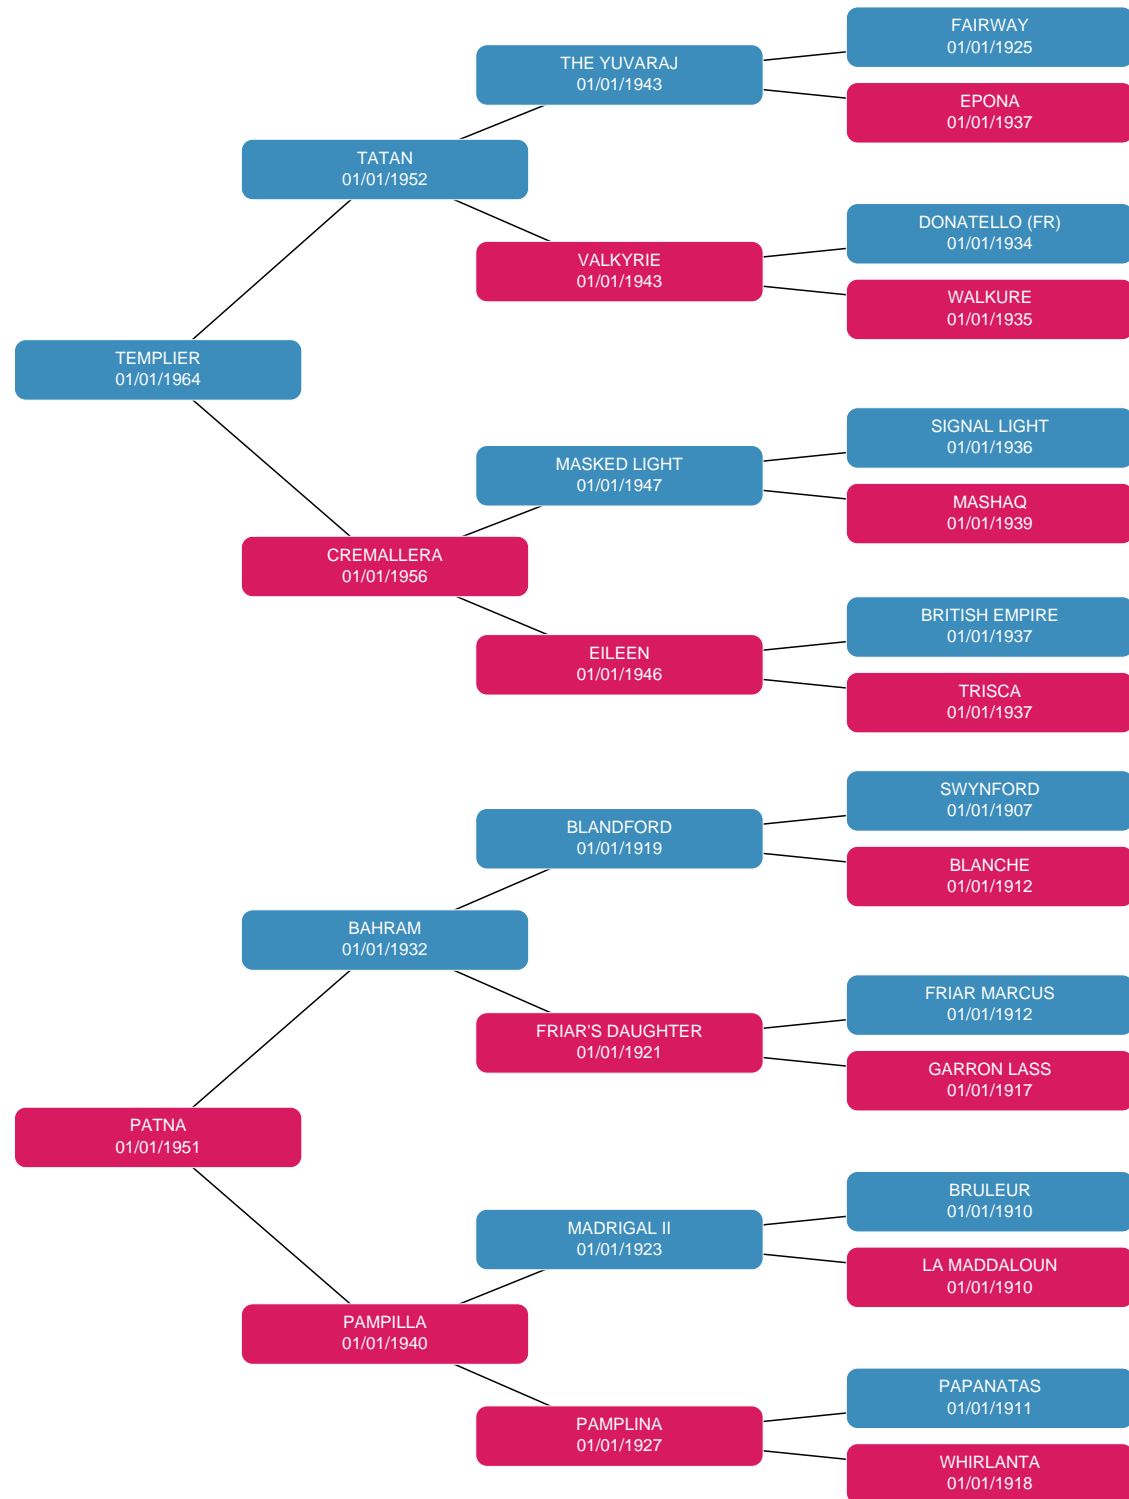 FAIRWAY
01/01/1925
THE YUVARAJ
01/01/1943
EPONA
01/01/1937
TATAN
01/01/1952
DONATELLO (FR)
01/01/1934
VALKYRIE
01/01/1943
WALKURE
01/01/1935
TEMPLIER
01/01/1964
SIGNAL LIGHT
01/01/1936
MASKED LIGHT
01/01/1947
MASHAQ
01/01/1939
CREMALLERA
01/01/1956
BRITISH EMPIRE
01/01/1937
EILEEN
01/01/1946
TRISCA
01/01/1937
SWYNFORD
01/01/1907
BLANDFORD
01/01/1919
BLANCHE
01/01/1912
BAHRAM
01/01/1932
FRIAR MARCUS
01/01/1912
FRIAR'S DAUGHTER
01/01/1921
GARRON LASS
01/01/1917
PATNA
01/01/1951
BRULEUR
01/01/1910
MADRIGAL II
01/01/1923
LA MADDALOUN
01/01/1910
PAMPILLA
01/01/1940
PAPANATAS
01/01/1911
PAMPLINA
01/01/1927
WHIRLANTA
01/01/1918